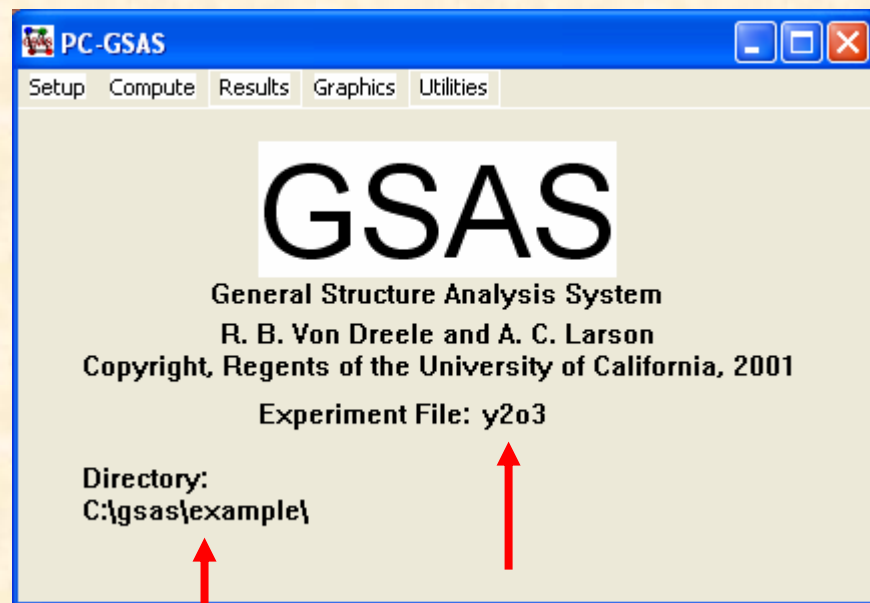 PC-GSAS
Setup Compute Results Graphics Utilities
GSAS
General Structure Analysis System
R. B. Von Dreele and A. C. Larson
Copyright, Regents of the University of California, 2001
Experiment File: y2o3
Directory:
C:\gsas\example\